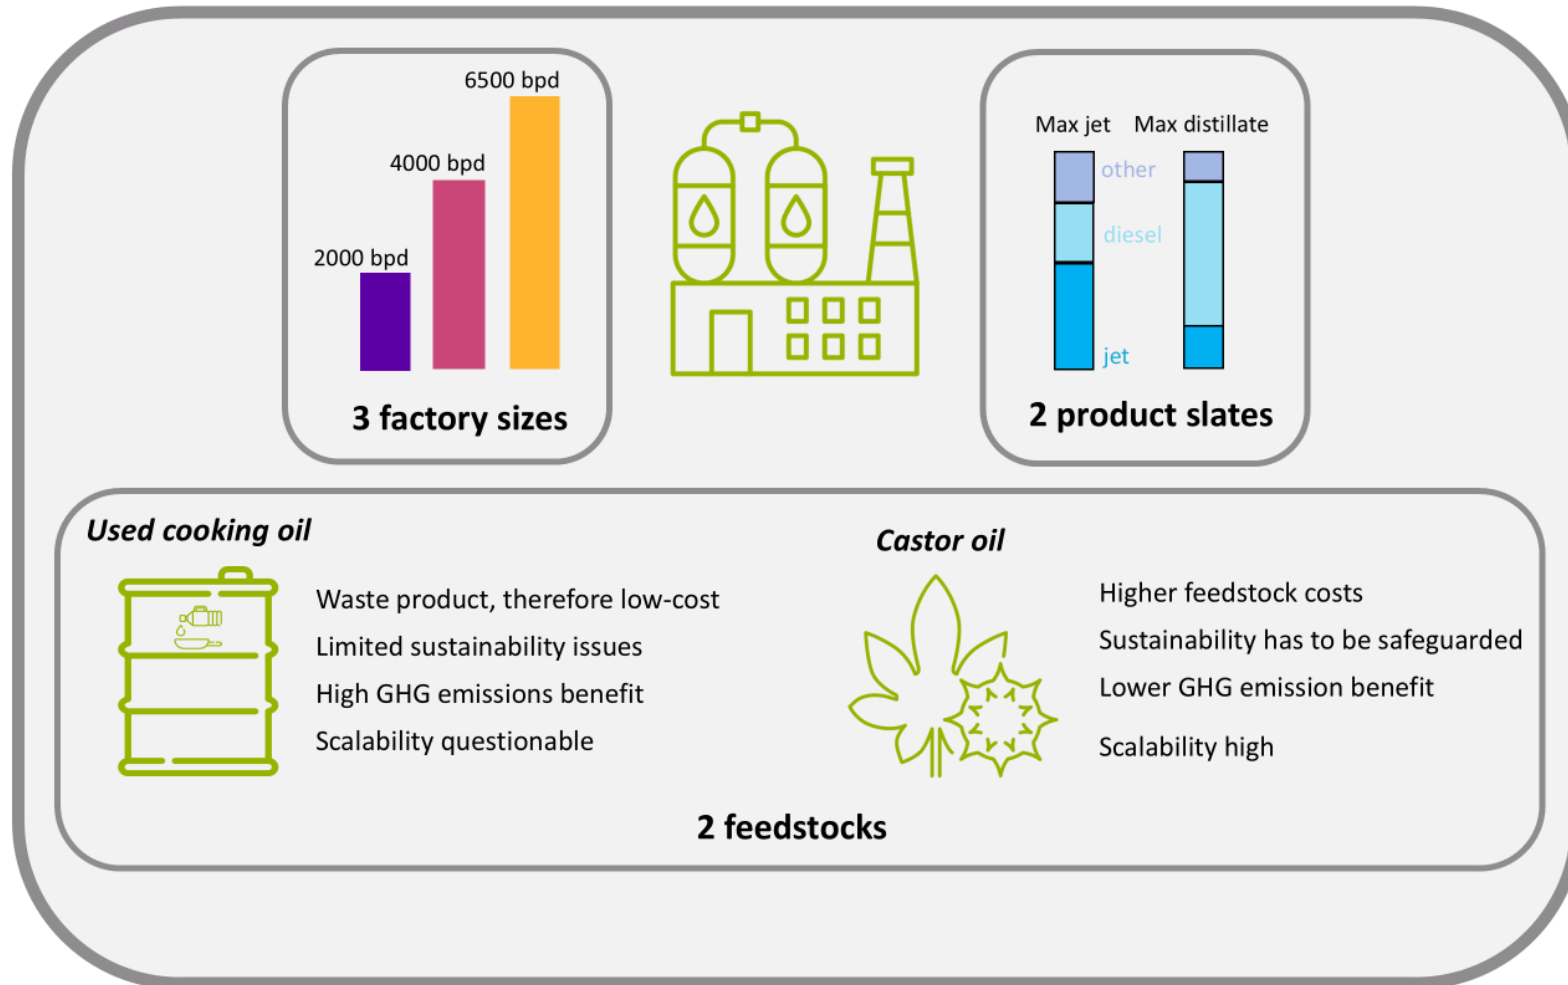 6500 bpd
4000 bpd
2000 bpd
3 factory sizes
Max jet Max distillate
other
diesel
jet
2 product slates
Used cooking oil
Waste product, therefore low-cost
Limited sustainability issues
High GHG emissions benefit
Scalability questionable
Castor oil
Higher feedstock costs
Sustainability has to be safeguarded
Lower GHG emission benefit
Scalability high
2 feedstocks